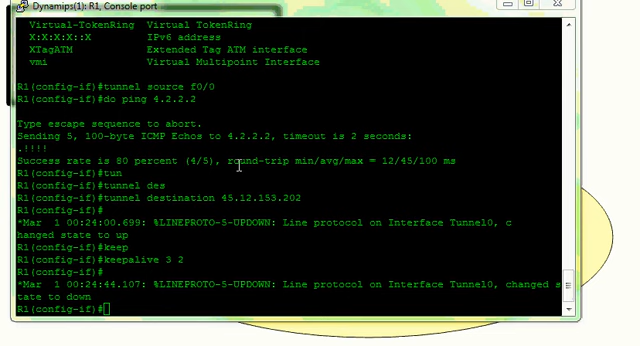 Dynamips(1): R1, Console port
Virtual-TokenRing  Virtual TokenRing
X:X:X:X::X         IPv6 address
XTagATM            Extended Tag ATM interface
vmi                Virtual Multipoint Interface
R1(config-if)#tunnel source f0/0
R1(config-if)#do ping 4.2.2.2
Type escape sequence to abort.
Sending 5, 100-byte ICMP Echos to 4.2.2.2, timeout is 2 seconds:
.!!!!
Success rate is 80 percent (4/5), round-trip min/avg/max = 12/45/100 ms
R1(config-if)#tun
R1(config-if)#tunnel des
R1(config-if)#tunnel destination 45.12.153.202
R1(config-if)#
*Mar  1 00:24:00.699: %LINEPROTO-5-UPDOWN: Line protocol on Interface Tunnel0, c
hanged state to up
R1(config-if)#keep
R1(config-if)#keepalive 3 2
R1(config-if)#
*Mar  1 00:24:44.107: %LINEPROTO-5-UPDOWN: Line protocol on Interface Tunnel0, changed s
tate to down
R1(config-if)#